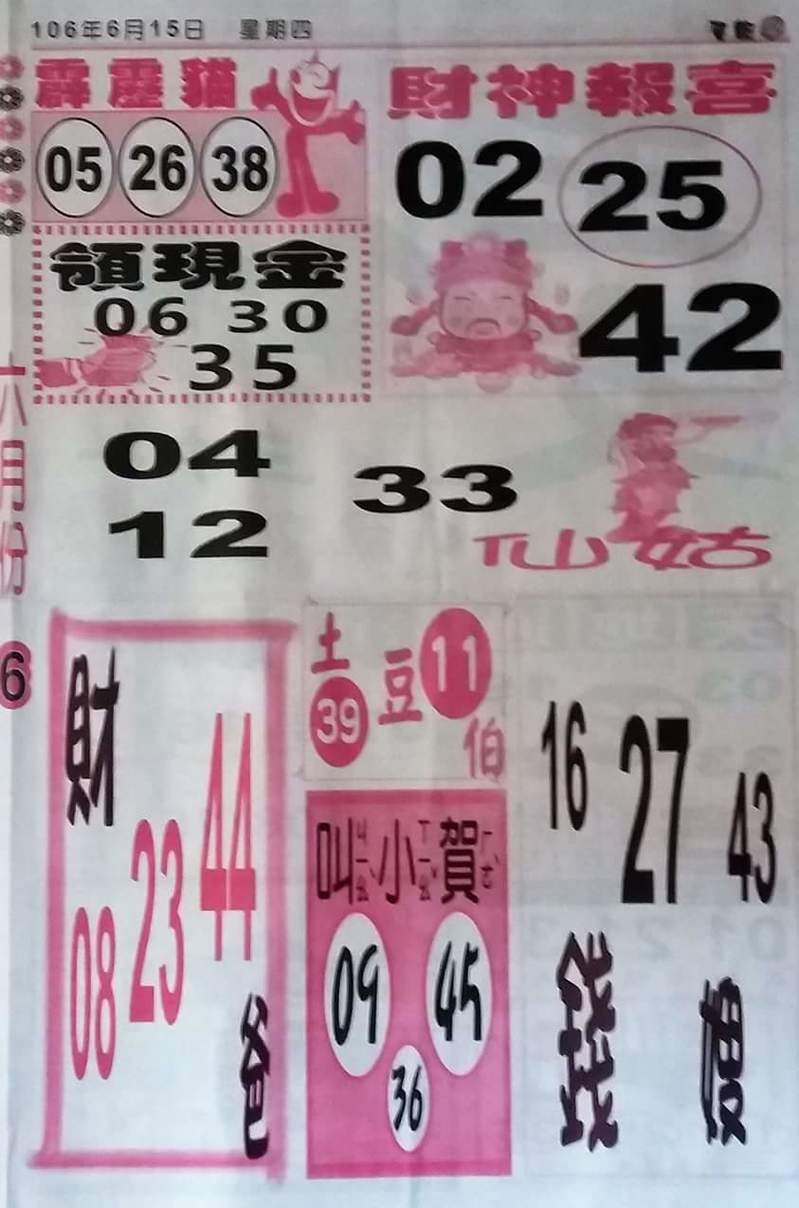 106年6月15日 星期四
霹靂貓
05 26 38
財神報喜
02 25
42
領現金
06 30
35
六月份
6
04
12
33
仙姑
財
08 23 44
爸
土豆伯
39 11
叫小賀
ㄐㄧㄠˋ ㄒㄧㄠˇ ㄧㄤˋ
09 45
36
16 27 43